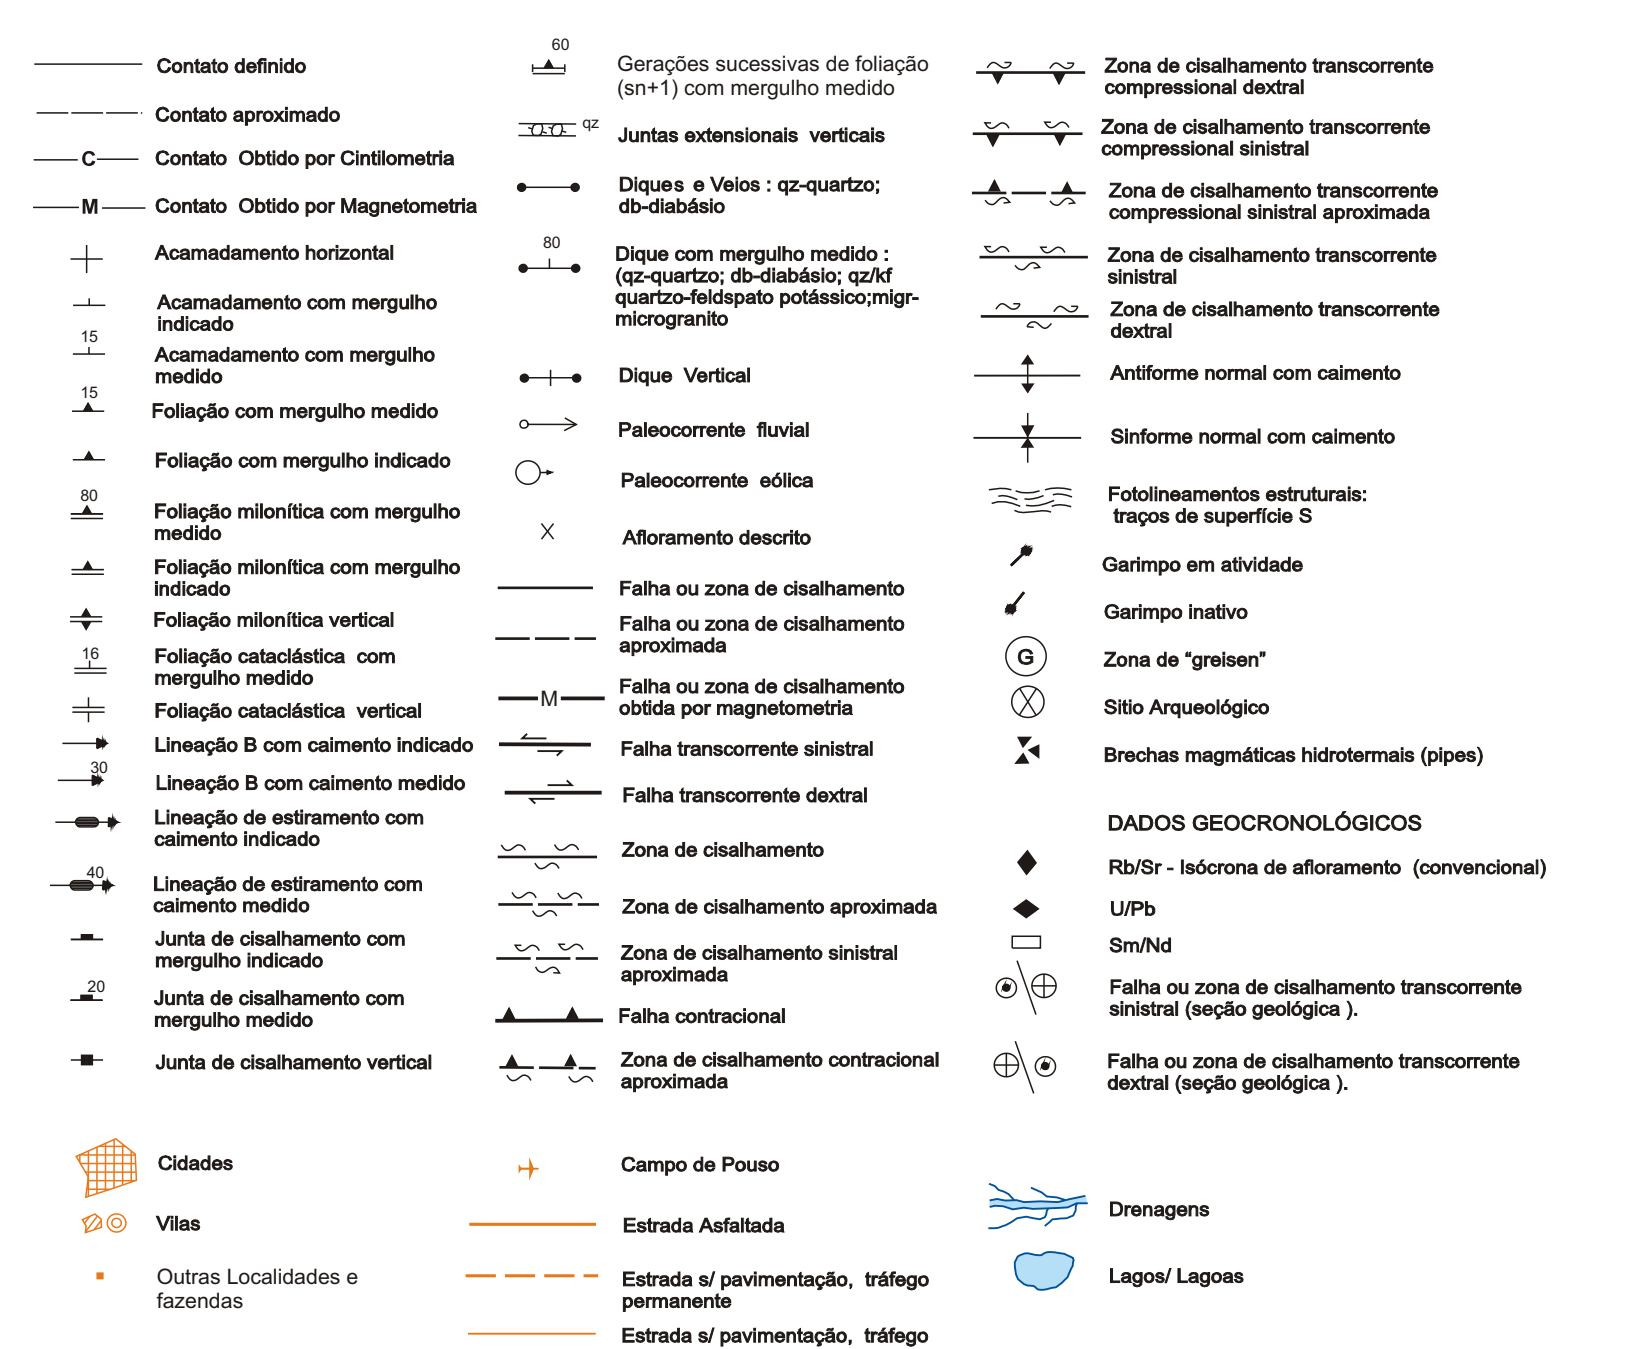 Contato definido
Contato aproximado
C
Contato Obtido por Cintilometria
M
Contato Obtido por Magnetometria
Acamadamento horizontal
Acamadamento com mergulho
indicado
15
Acamadamento com mergulho
medido
15
Foliação com mergulho medido
Foliação com mergulho indicado
80
Foliação milonítica com mergulho
medido
Foliação milonítica com mergulho
indicado
Foliação milonítica vertical
16
Foliação cataclástica com
mergulho medido
Foliação cataclástica vertical
Lineação B com caimento indicado
30
Lineação B com caimento medido
Lineação de estiramento com
caimento indicado
40
Lineação de estiramento com
caimento medido
Junta de cisalhamento com
mergulho indicado
20
Junta de cisalhamento com
mergulho medido
Junta de cisalhamento vertical
60
Gerações sucessivas de foliação
(sn+1) com mergulho medido
qz
Juntas extensionais verticais
Diques e Veios : qz-quartzo;
db-diabásio
80
Dique com mergulho medido :
(qz-quartzo; db-diabásio; qz/kf
quartzo-feldspato potássico;migr-
microgranito
Dique Vertical
Paleocorrente fluvial
Paleocorrente eólica
Afloramento descrito
Falha ou zona de cisalhamento
Falha ou zona de cisalhamento
aproximada
M
Falha ou zona de cisalhamento
obtida por magnetometria
Falha transcorrente sinistral
Falha transcorrente dextral
Zona de cisalhamento
Zona de cisalhamento aproximada
Zona de cisalhamento sinistral
aproximada
Falha contracional
Zona de cisalhamento contracional
aproximada
Zona de cisalhamento transcorrente
compressional dextral
Zona de cisalhamento transcorrente
compressional sinistral
Zona de cisalhamento transcorrente
compressional sinistral aproximada
Zona de cisalhamento transcorrente
sinistral
Zona de cisalhamento transcorrente
dextral
Antiforme normal com caimento
Sinforme normal com caimento
Fotolineamentos estruturais:
traços de superfície S
Garimpo em atividade
Garimpo inativo
G
Zona de “greisen”
Sitio Arqueológico
Brechas magmáticas hidrotermais (pipes)
DADOS GEOCRONOLÓGICOS
Rb/Sr - Isócrona de afloramento (convencional)
U/Pb
Sm/Nd
Falha ou zona de cisalhamento transcorrente
sinistral (seção geológica ).
Falha ou zona de cisalhamento transcorrente
dextral (seção geológica ).
Cidades
Vilas
Outras Localidades e
fazendas
Campo de Pouso
Estrada Asfaltada
Estrada s/ pavimentação, tráfego
permanente
Estrada s/ pavimentação, tráfego
Drenagens
Lagos/ Lagoas